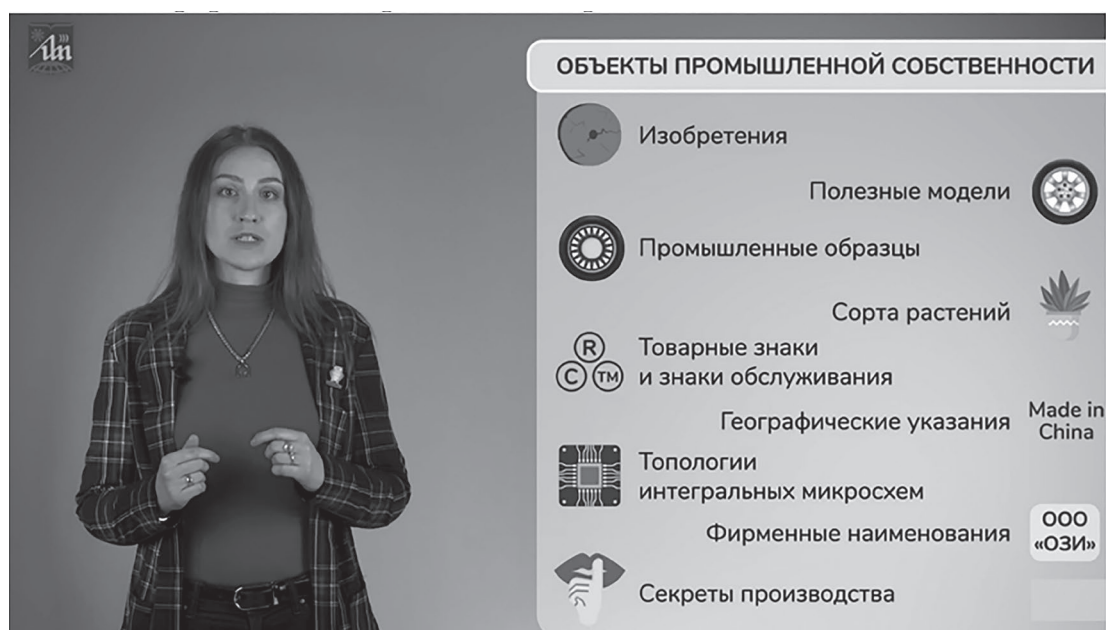 ОБЪЕКТЫ ПРОМЫШЛЕННОЙ СОБСТВЕННОСТИ
Изобретения
Полезные модели
Промышленные образцы
Сорта растений
R
C TM
Товарные знаки
и знаки обслуживания
Географические указания
Made in
China
Топологии
интегральных микросхем
Фирменные наименования
ООО
«ОЗИ»
Секреты производства